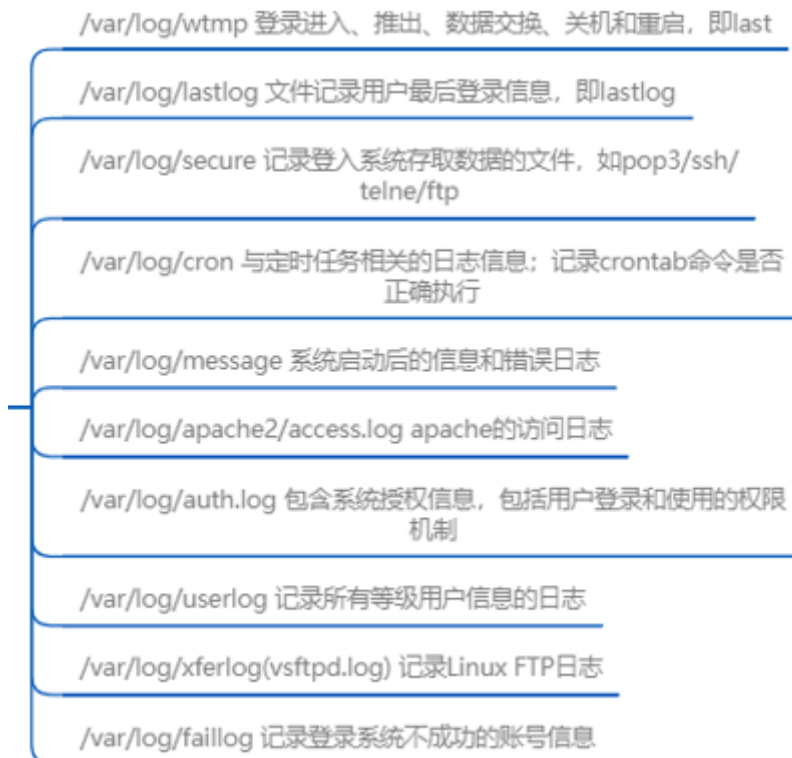 /var/log/wtmp 登录进入、推出、数据交换、关机和重启，即last
/var/log/lastlog 文件记录用户最后登录信息，即lastlog
/var/log/secure 记录登入系统存取数据的文件，如pop3/ssh/
telne/ftp
/var/log/cron 与定时任务相关的日志信息；记录crontab命令是否
正确执行
/var/log/message 系统启动后的信息和错误日志
/var/log/apache2/access.log apache的访问日志
/var/log/auth.log 包含系统授权信息，包括用户登录和使用的权限
机制
/var/log/userlog 记录所有等级用户信息的日志
/var/log/xferlog(vsftpd.log) 记录Linux FTP日志
/var/log/faillog 记录登录系统不成功的账号信息